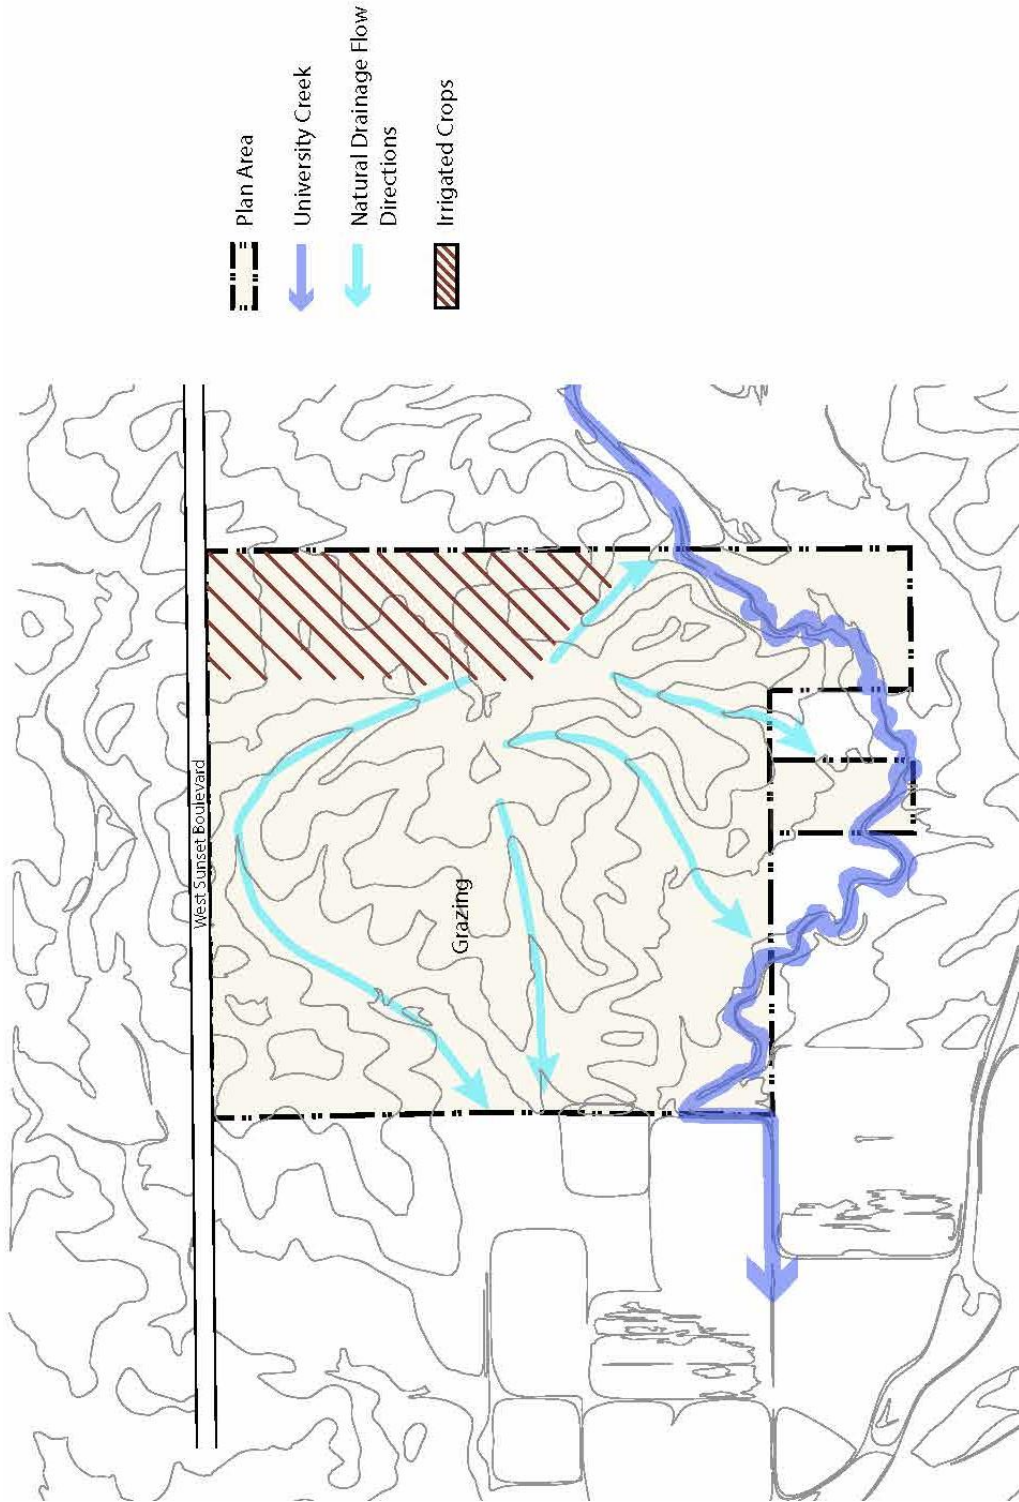 Plan Area
University Creek
Natural Drainage Flow
Directions
Irrigated Crops
West Sunset Boulevard
Grazing